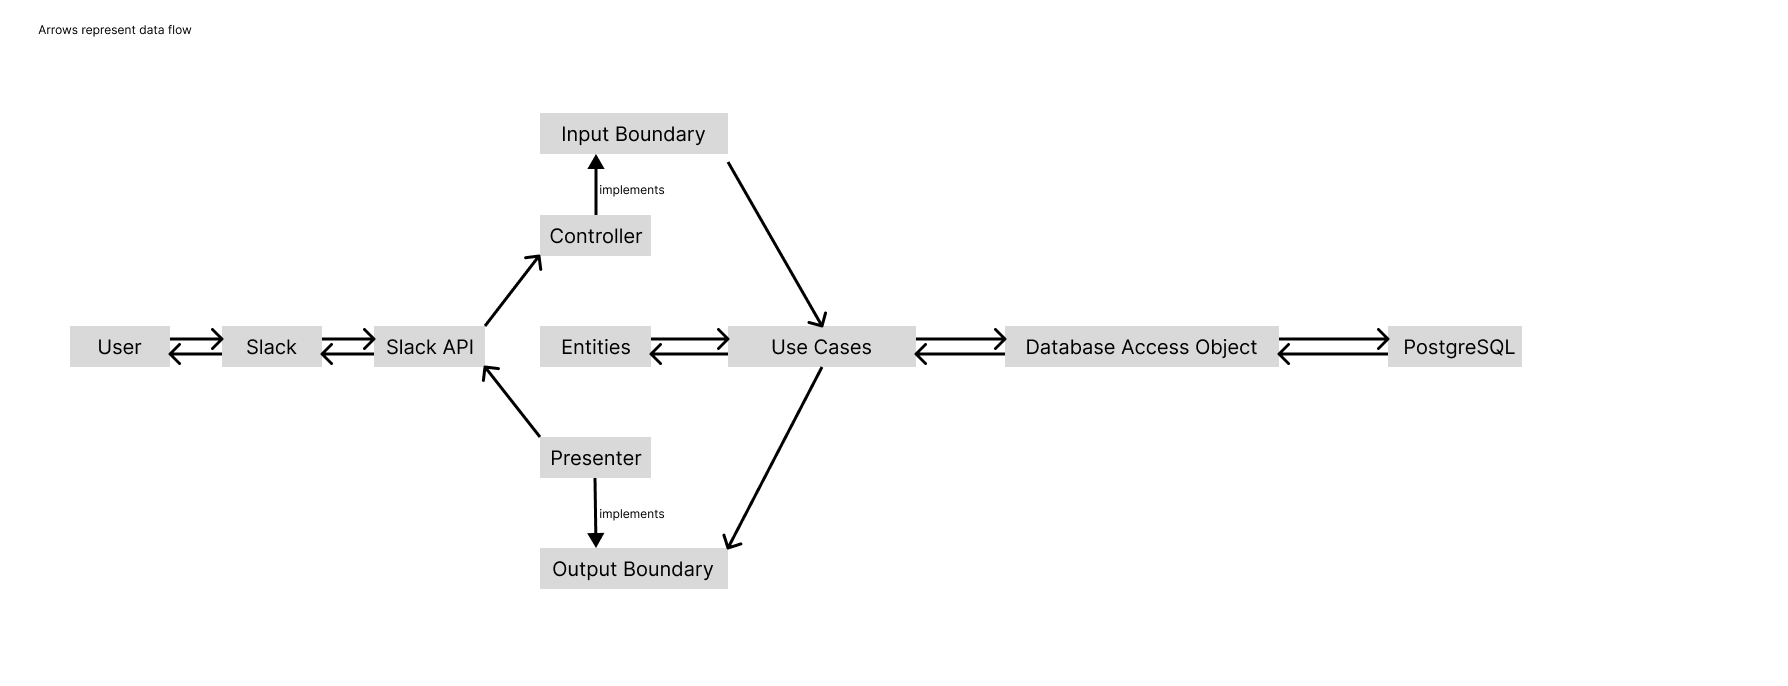 Arrows represent data flow
Input Boundary
implements
Controller
User
Slack
Slack API
Entities
Use Cases
Database Access Object
PostgreSQL
Presenter
implements
Output Boundary